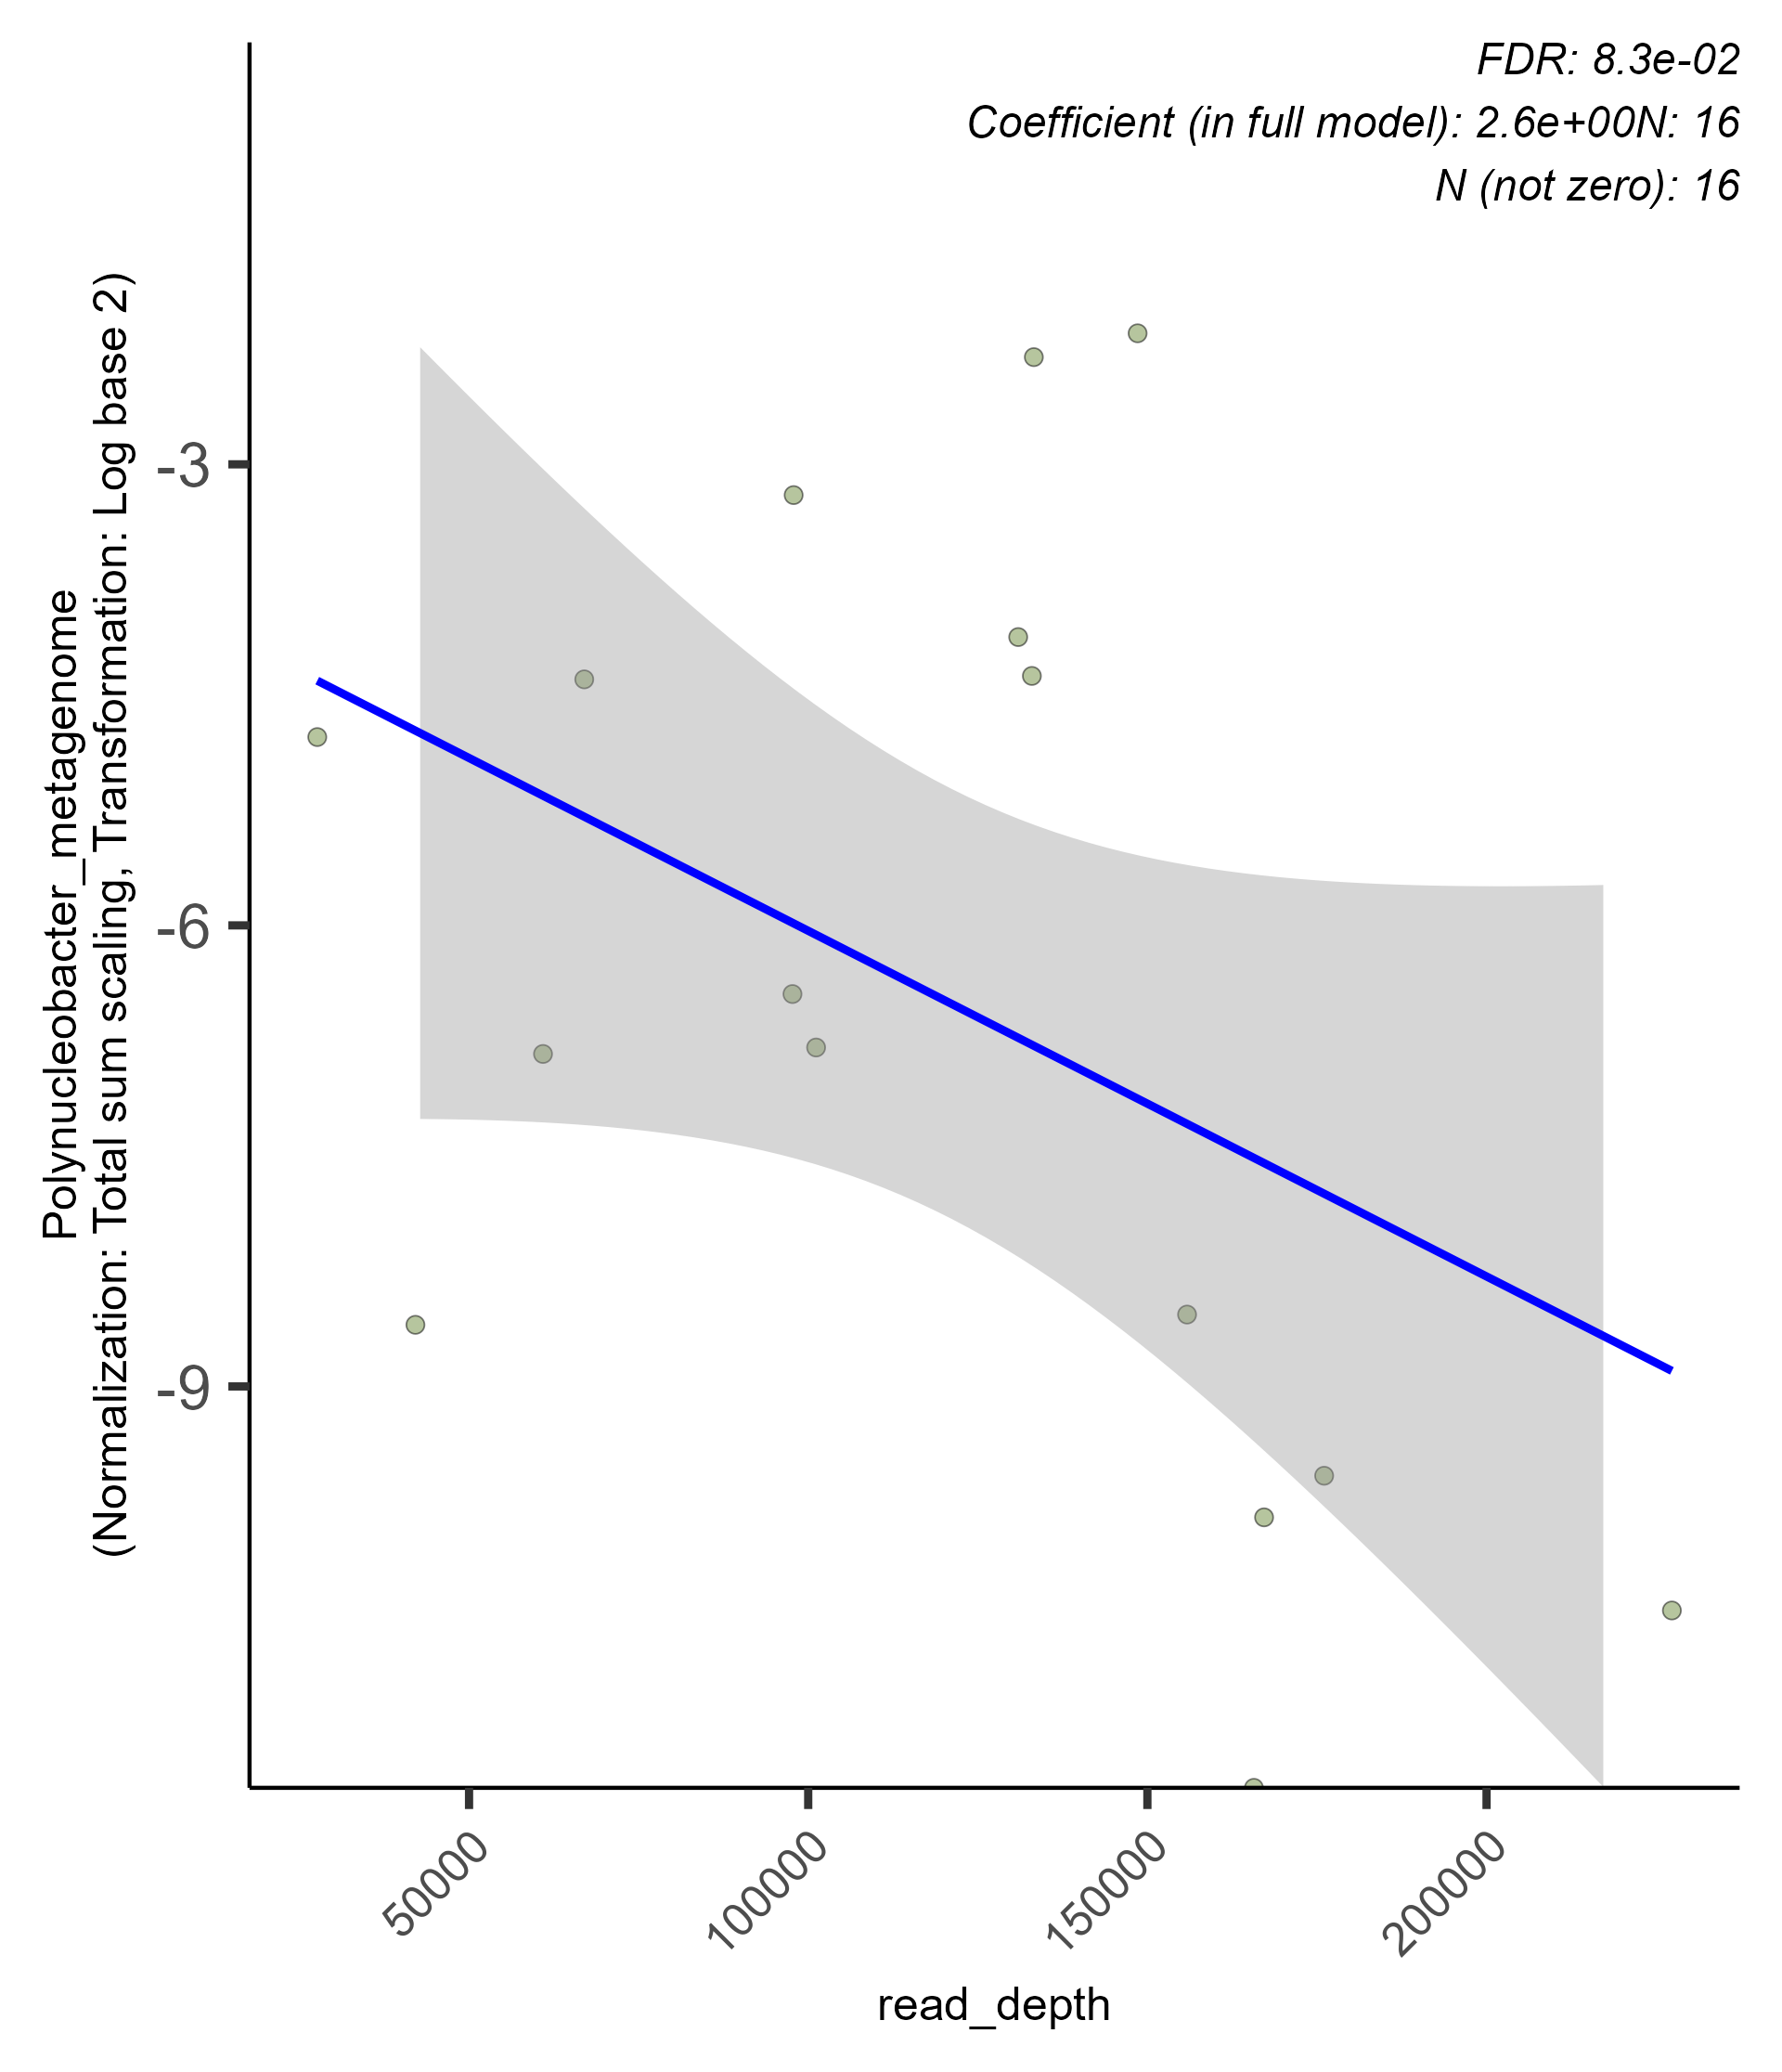 FDR: 8.3e-02
Coefficient (in full model): 2.6e+00N: 16
N (not zero): 16
Polynucleobacter_metagenome
(Normalization: Total sum scaling, Transformation: Log base 2)
-3
-6
-9
50000
100000
150000
200000
read_depth